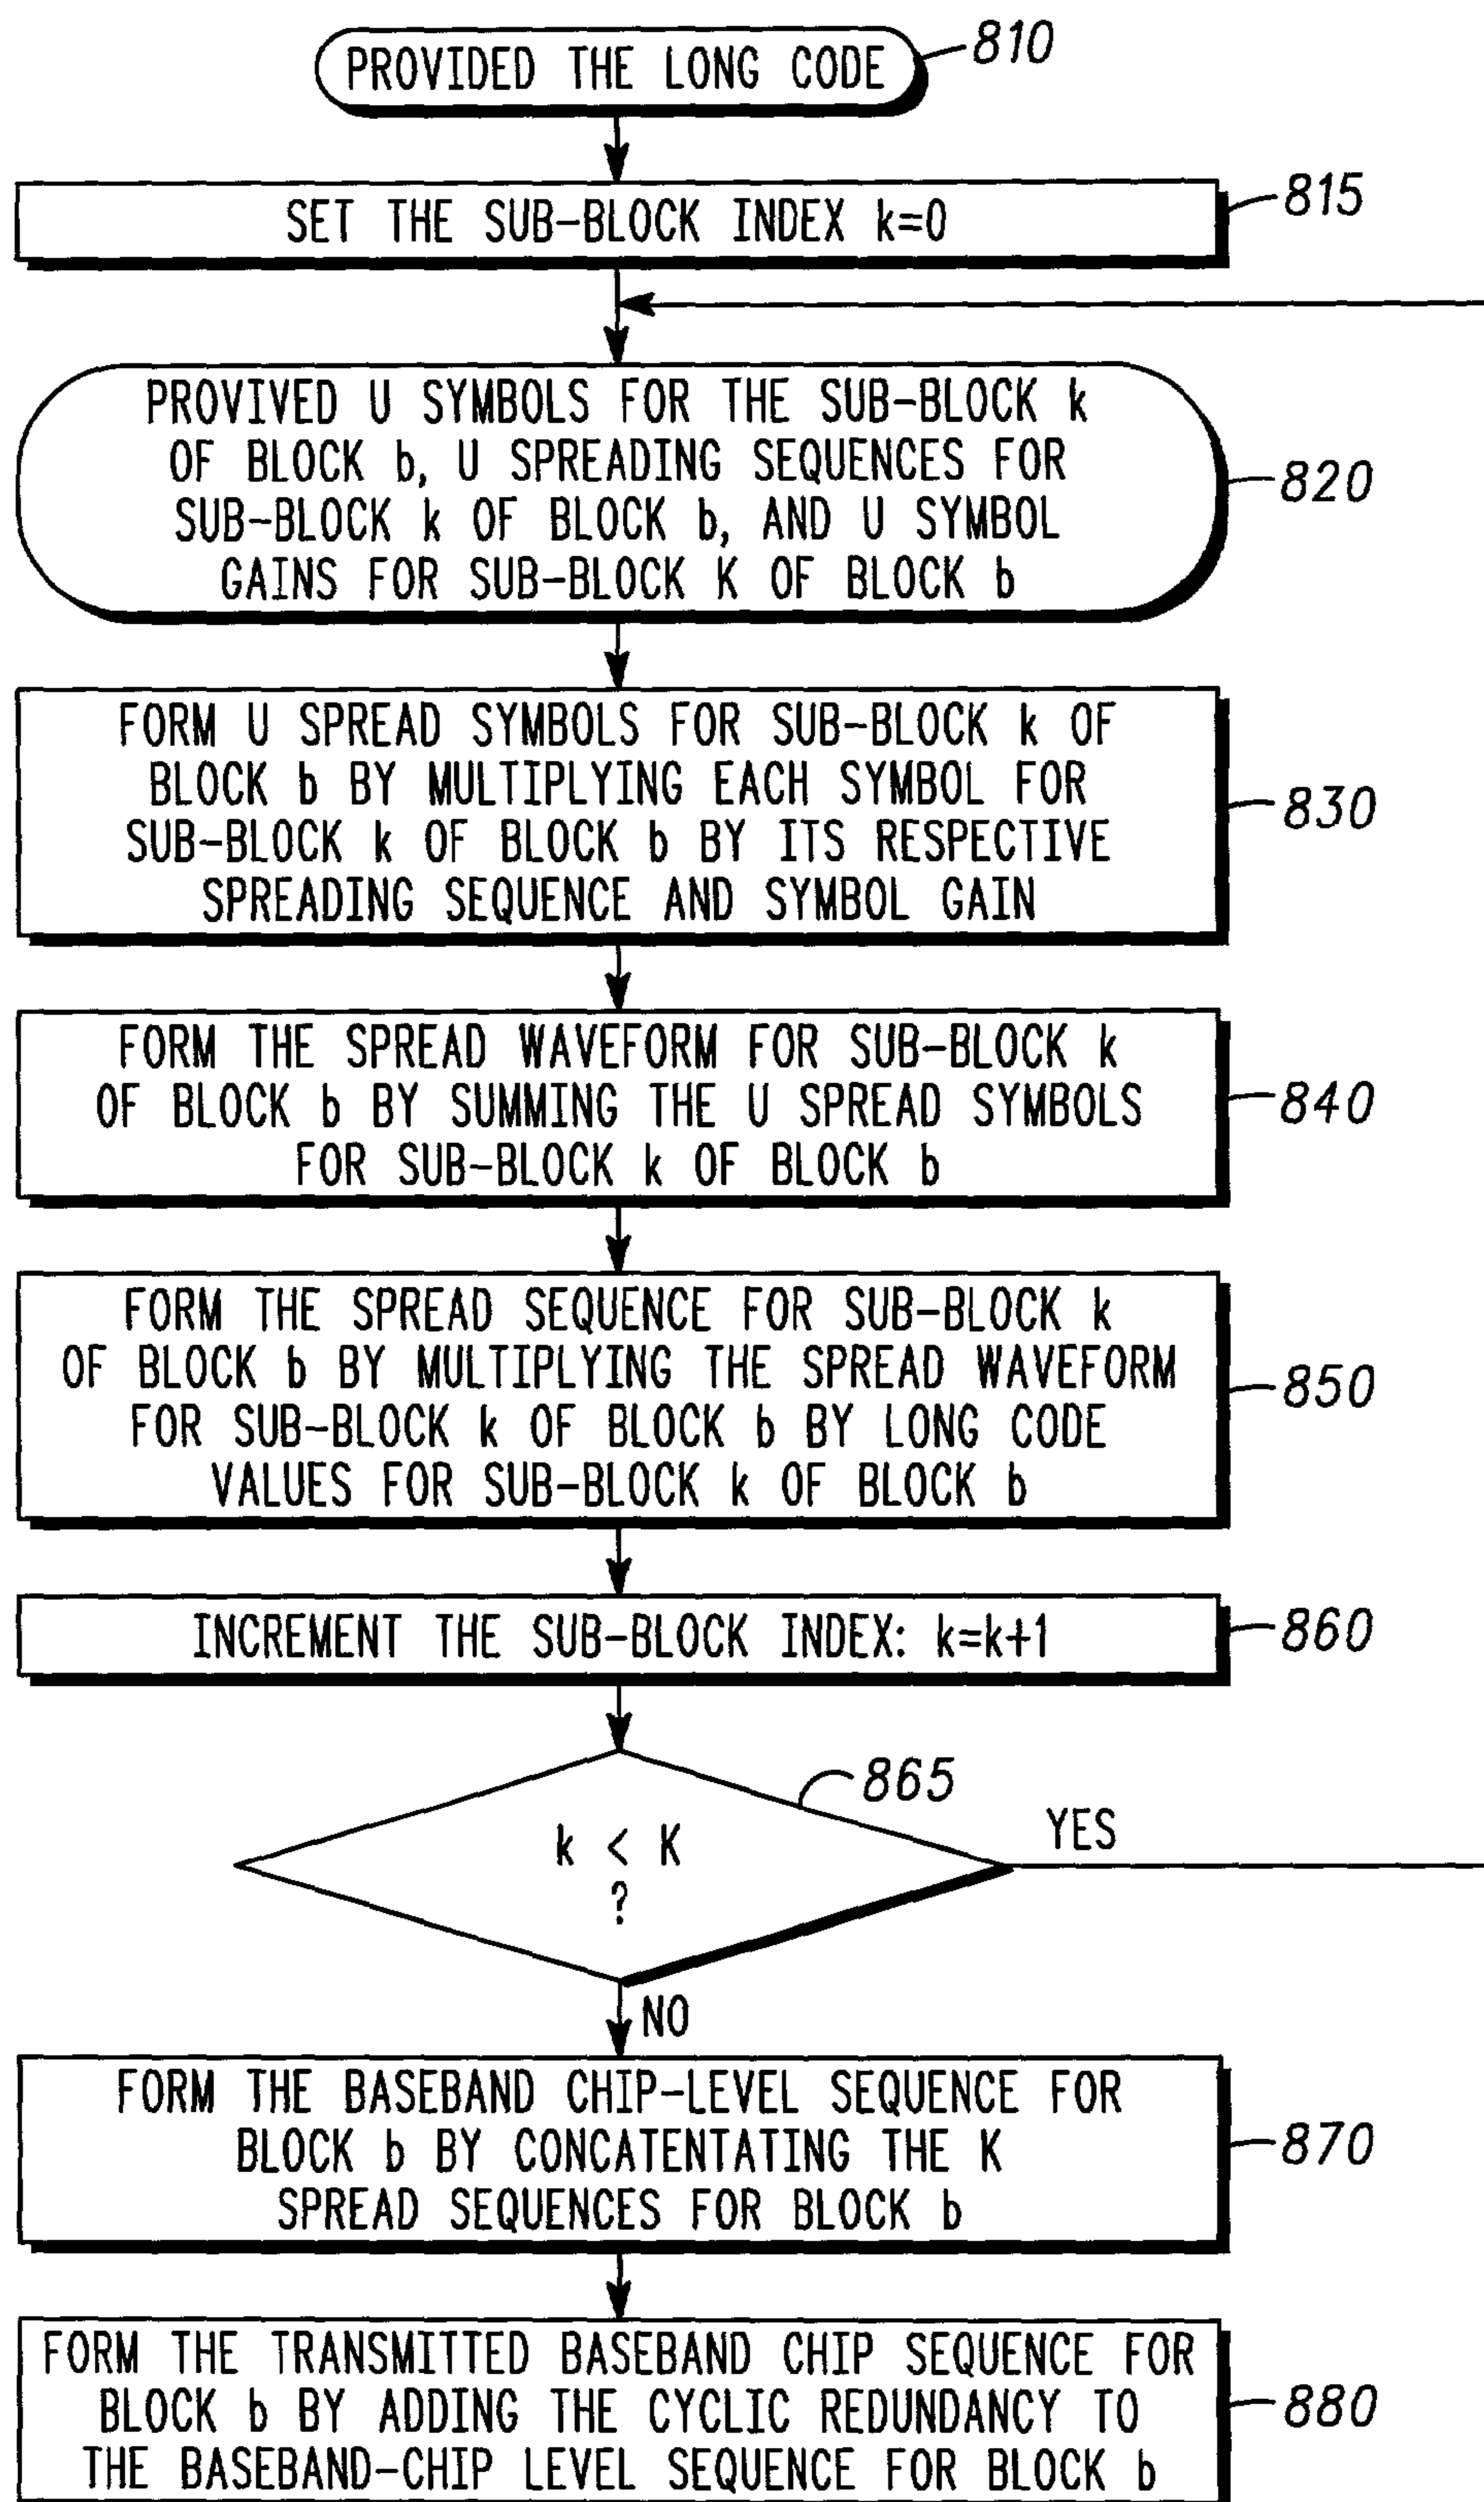 PROVIDED THE LONG CODE
810
SET THE SUB-BLOCK INDEX k=0
815
PROVIVED U SYMBOLS FOR THE SUB-BLOCK k
OF BLOCK b, U SPREADING SEQUENCES FOR
SUB-BLOCK k OF BLOCK b, AND U SYMBOL
GAINS FOR SUB-BLOCK K OF BLOCK b
820
FORM U SPREAD SYMBOLS FOR SUB-BLOCK k OF
BLOCK b BY MULTIPLYING EACH SYMBOL FOR
SUB-BLOCK k OF BLOCK b BY ITS RESPECTIVE
SPREADING SEQUENCE AND SYMBOL GAIN
830
FORM THE SPREAD WAVEFORM FOR SUB-BLOCK k
OF BLOCK b BY SUMMING THE U SPREAD SYMBOLS
FOR SUB-BLOCK k OF BLOCK b
840
FORM THE SPREAD SEQUENCE FOR SUB-BLOCK k
OF BLOCK b BY MULTIPLYING THE SPREAD WAVEFORM
FOR SUB-BLOCK k OF BLOCK b BY LONG CODE
VALUES FOR SUB-BLOCK k OF BLOCK b
850
INCREMENT THE SUB-BLOCK INDEX: k=k+1
860
865
k < K
?
YES
NO
FORM THE BASEBAND CHIP-LEVEL SEQUENCE FOR
BLOCK b BY CONCATENTATING THE K
SPREAD SEQUENCES FOR BLOCK b
870
FORM THE TRANSMITTED BASEBAND CHIP SEQUENCE FOR
BLOCK b BY ADDING THE CYCLIC REDUNDANCY TO
THE BASEBAND-CHIP LEVEL SEQUENCE FOR BLOCK b
880